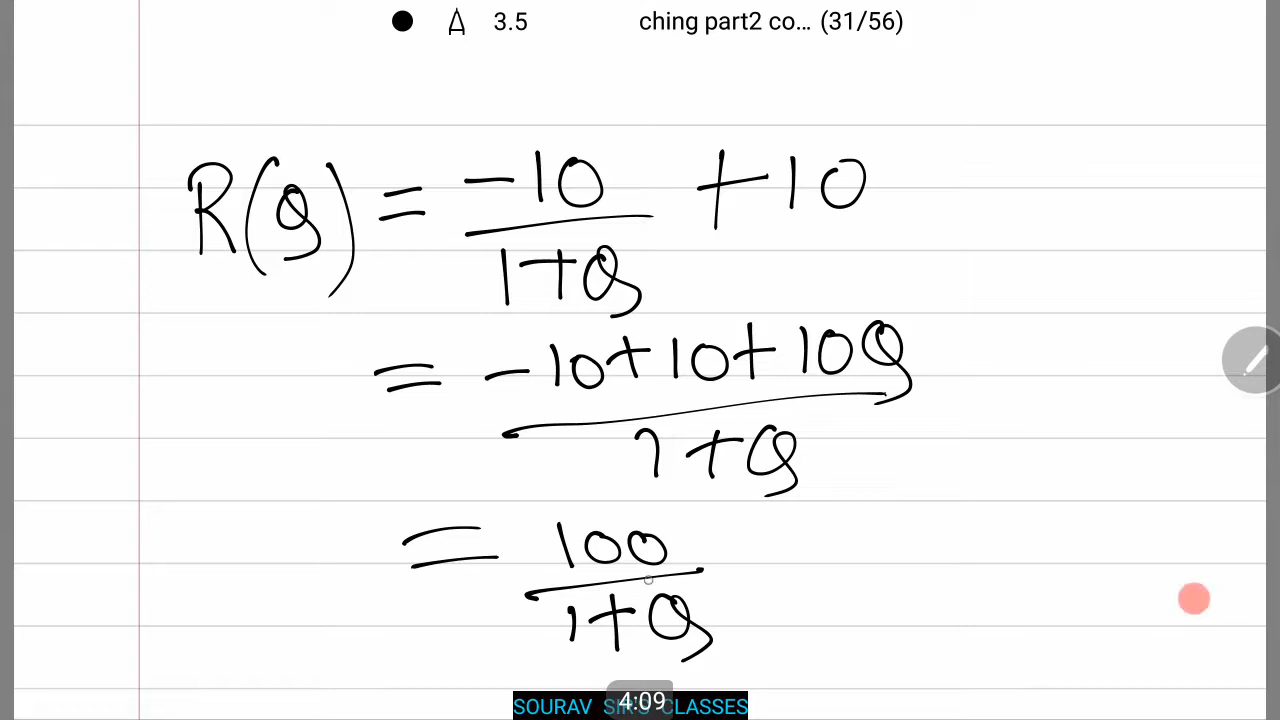 3.5 ching part2 co... (31/56)
R(Q) = -10/1+Q +10
= -10+10+10Q/1+Q
= 100/1+Q
4:09
SOURAV SIR'S CLASSES